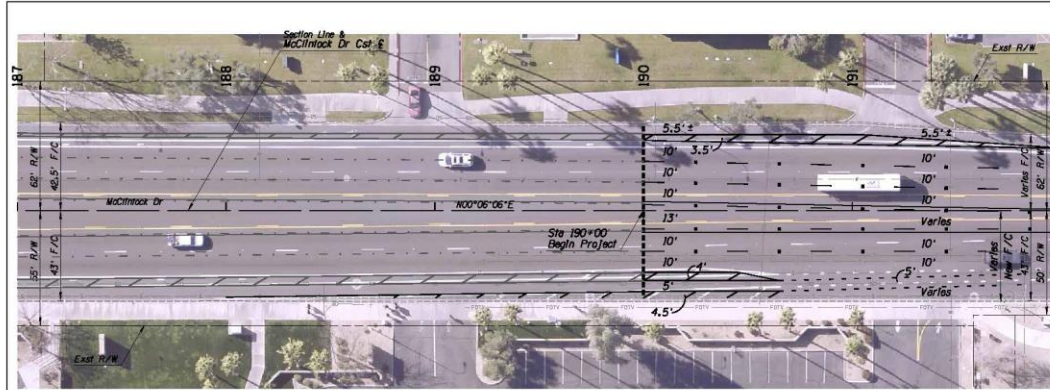 Section Line &
McClintock Dr Cst ℄
Exst R/W
187
188
189
190
191
62' R/W
42.5' F/C
5.5' ±
3.5'
5.5' ±
10'
10'
10'
10'
10'
10'
Varies F/C
62' R/W
McClintock Dr
N00°06'06"E
Sta 190+00
Begin Project
13'
10'
10'
Varies
10'
10'
55' R/W
43' F/C
4'
5'
4.5'
5'
Varies
Varies
New F/C
43' F/C
50' R/W
Exst R/W